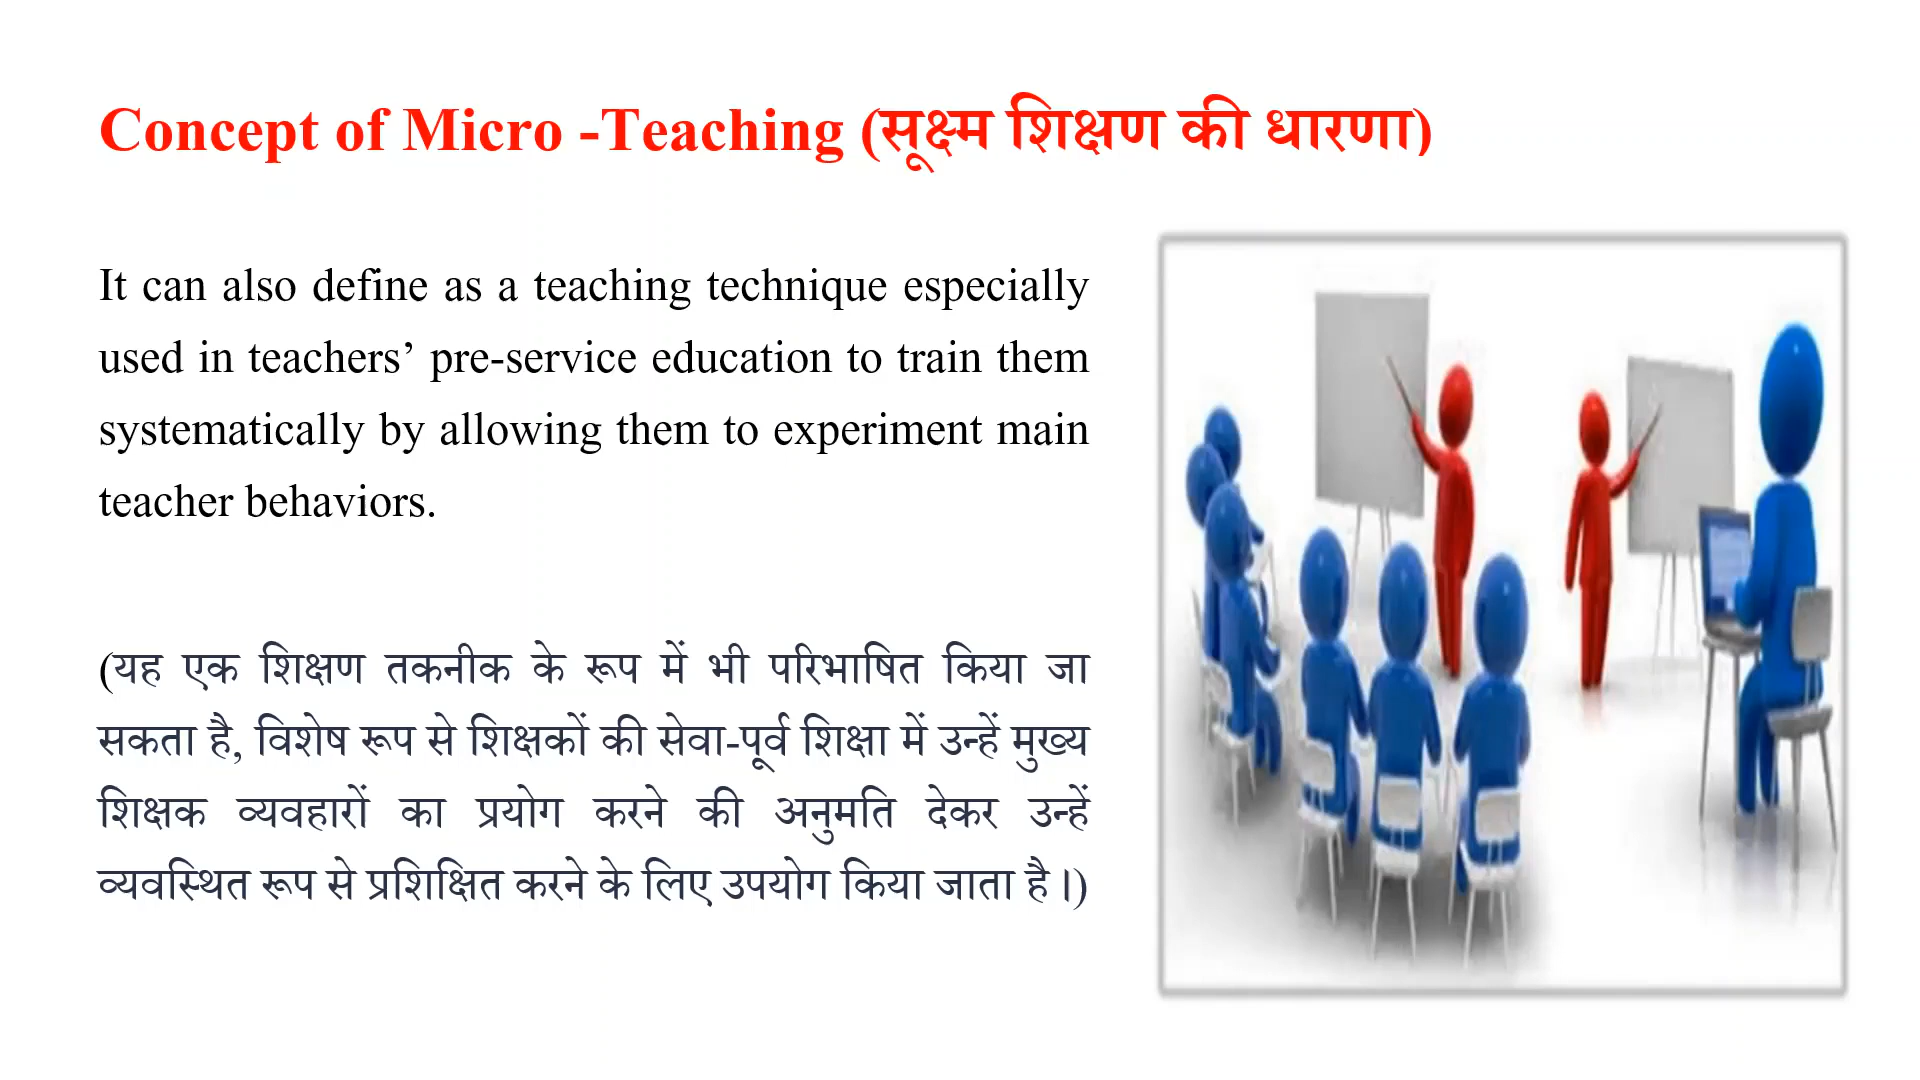 Concept of Micro -Teaching (सूक्ष्म शिक्षण की धारणा)
It can also define as a teaching technique especially
used in teachers’ pre-service education to train them
systematically by allowing them to experiment main
teacher behaviors.
(यह एक शिक्षण तकनीक के रूप में भी परिभाषित किया जा
सकता है, विशेष रूप से शिक्षकों की सेवा-पूर्व शिक्षा में उन्हें मुख्य
शिक्षक व्यवहारों का प्रयोग करने की अनुमति देकर उन्हें
व्यवस्थित रूप से प्रशिक्षित करने के लिए उपयोग किया जाता है।)